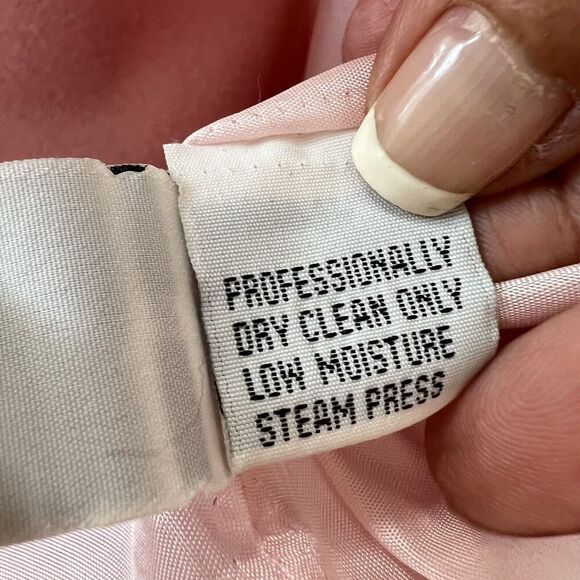 PROFESSIONALLY
DRY CLEAN ONLY
LOW MOISTURE
STEAM PRESS